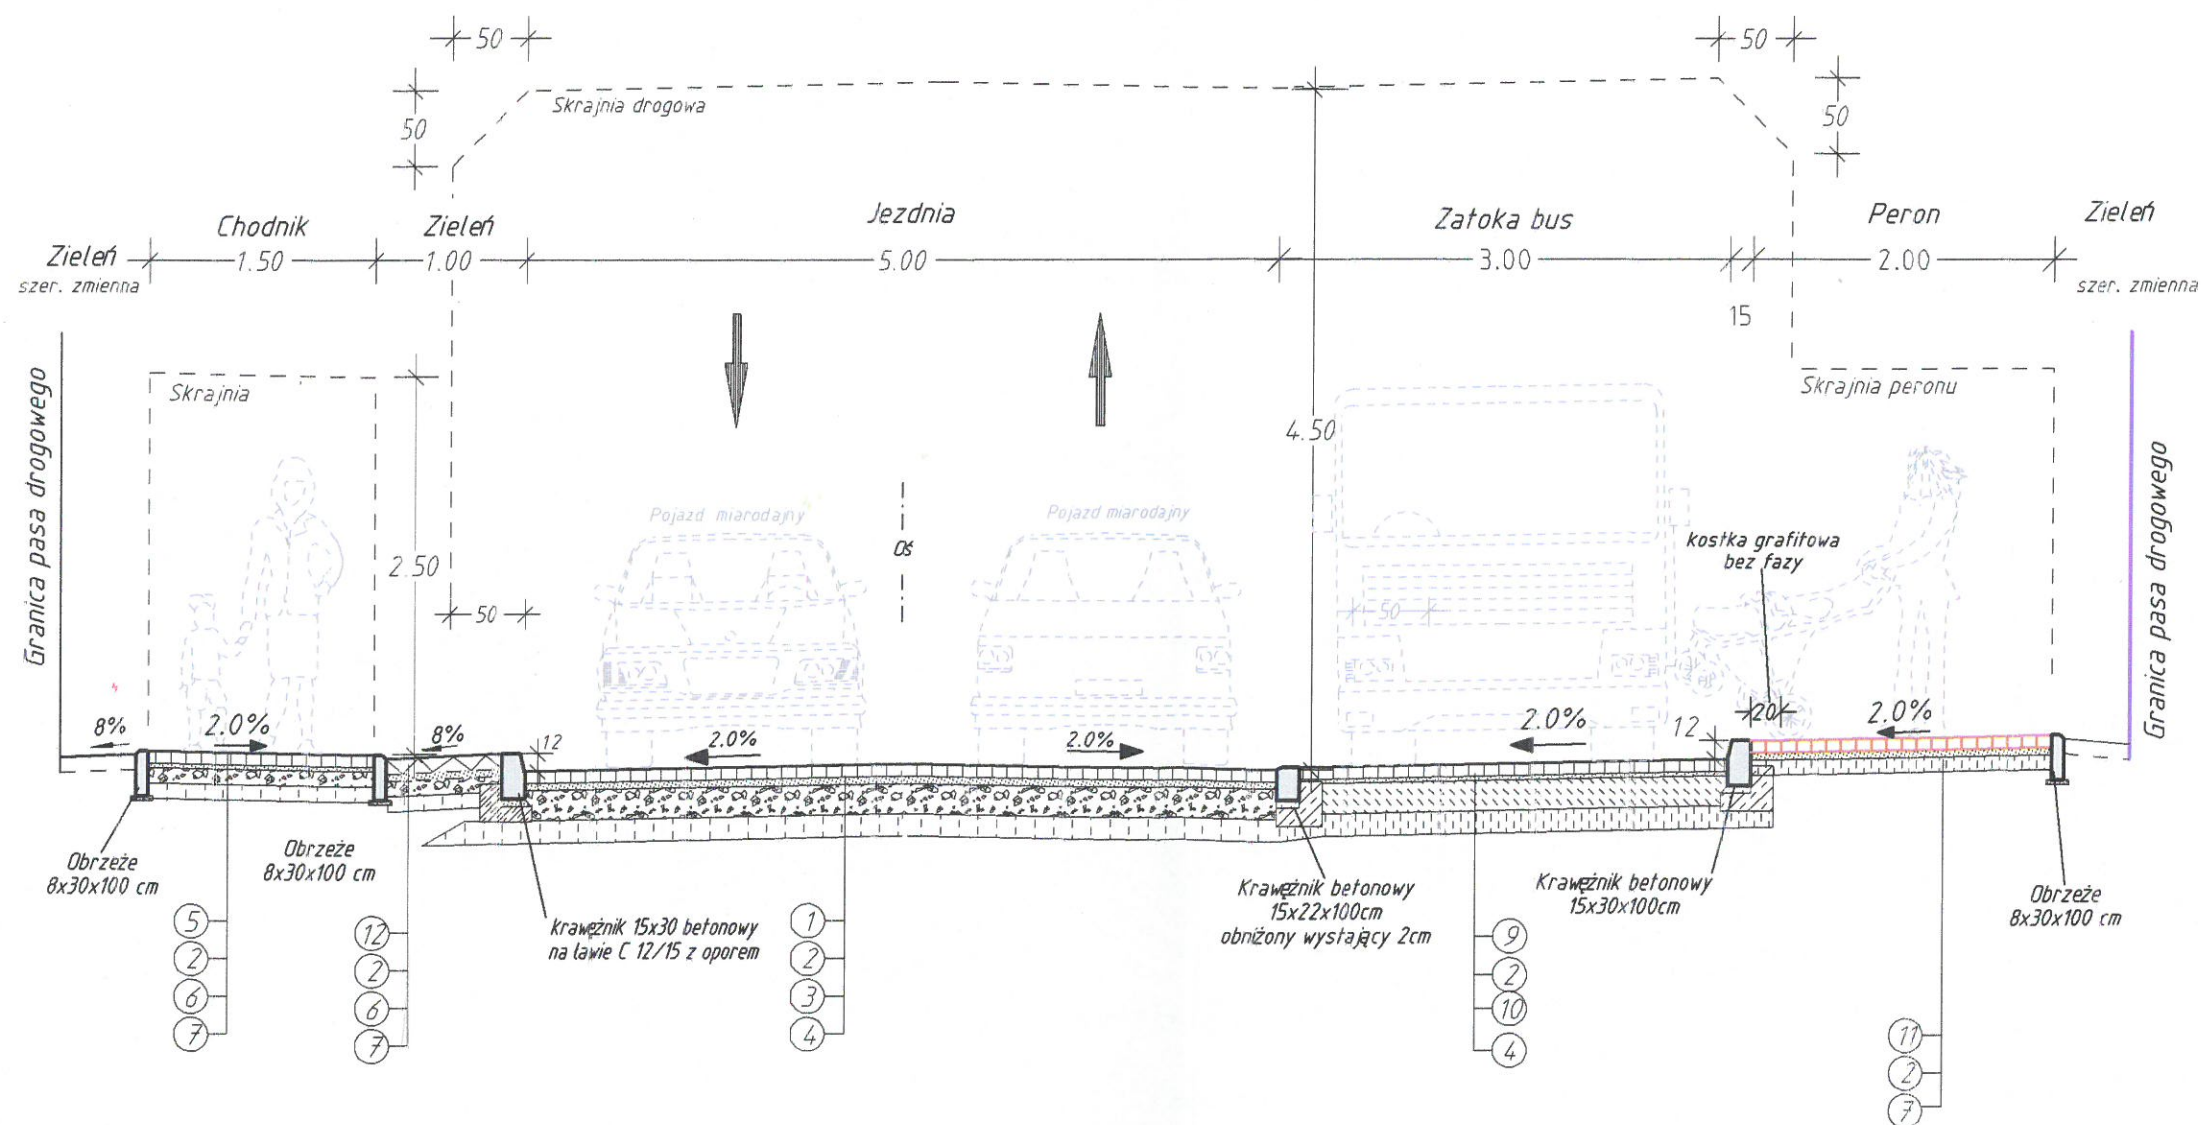 50
50
50
Skrajnia drogowa
50
Chodnik
Zieleń
Jezdnia
Zatoka bus
Peron
Zieleń
Zieleń
1.50
1.00
5.00
3.00
2.00
szer. zmienna
szer. zmienna
15
Skrajnia
Skrajnia peronu
Granica pasa drogowego
4.50
Granica pasa drogowego
Pojazd miarodajny
Pojazd miarodajny
Oś
kostka grafitowa
bez fazy
2.50
50
50
8%
2.0%
8%
12
2.0%
2.0%
2.0%
12
20
2.0%
Obrzeże
8x30x100 cm
Obrzeże
8x30x100 cm
Krawężnik 15x30 betonowy
na ławie C 12/15 z oporem
Krawężnik betonowy
15x22x100cm
obniżony wystający 2cm
Krawężnik betonowy
15x30x100cm
Obrzeże
8x30x100 cm
5
2
6
7
12
2
6
7
1
2
3
4
9
2
10
4
11
2
7